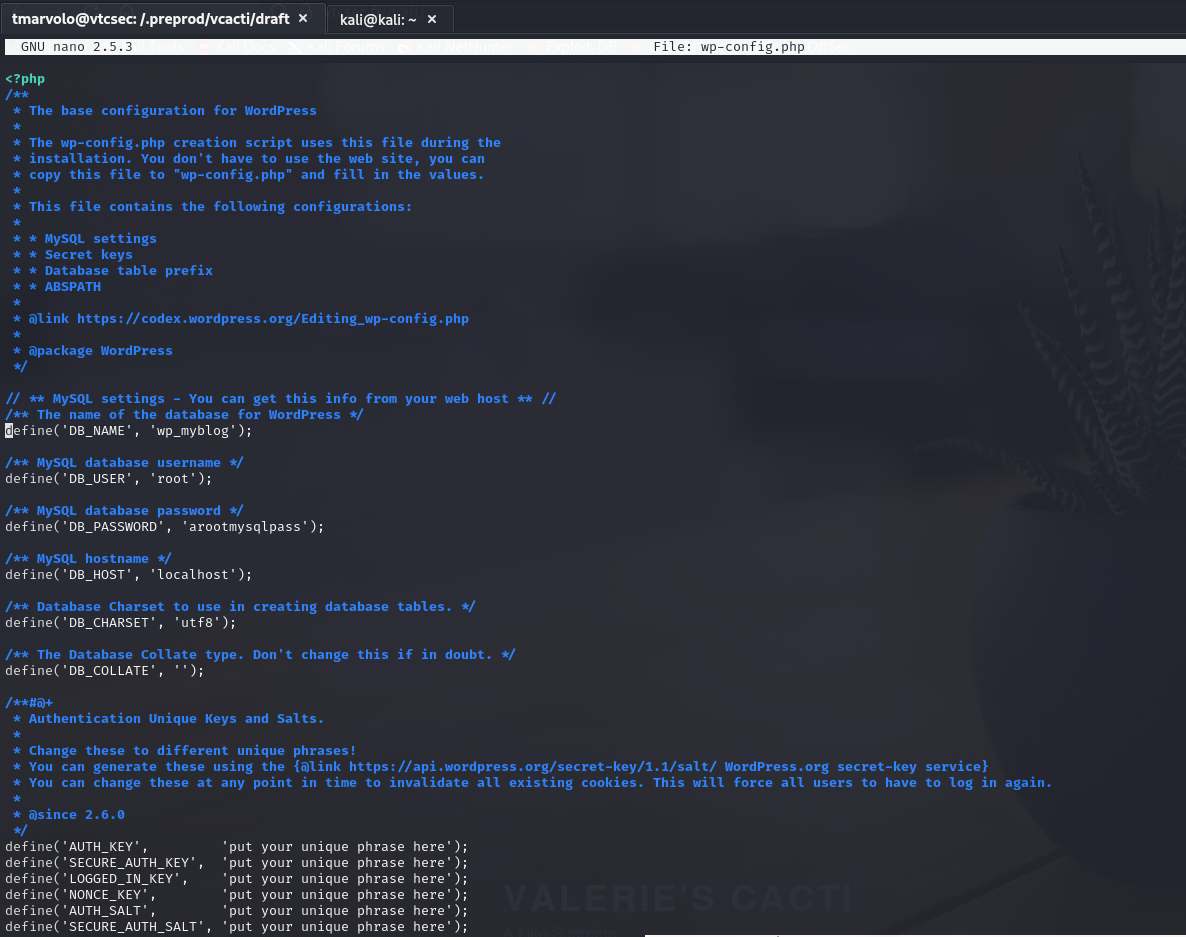 tmarvolo@vtcsec: /.preprod/vcacti/draft × kali@kali: ~ ×
GNU nano 2.5.3 File: wp-config.php
<?php
/**
 * The base configuration for WordPress
 *
 * The wp-config.php creation script uses this file during the
 * installation. You don't have to use the web site, you can
 * copy this file to "wp-config.php" and fill in the values.
 *
 * This file contains the following configurations:
 *
 * * MySQL settings
 * * Secret keys
 * * Database table prefix
 * * ABSPATH
 *
 * @link https://codex.wordpress.org/Editing_wp-config.php
 *
 * @package WordPress
 */
// ** MySQL settings - You can get this info from your web host ** //
/** The name of the database for WordPress */
define('DB_NAME', 'wp_myblog');
/** MySQL database username */
define('DB_USER', 'root');
/** MySQL database password */
define('DB_PASSWORD', 'arootmysqlpass');
/** MySQL hostname */
define('DB_HOST', 'localhost');
/** Database Charset to use in creating database tables. */
define('DB_CHARSET', 'utf8');
/** The Database Collate type. Don't change this if in doubt. */
define('DB_COLLATE', '');
/**#@+
 * Authentication Unique Keys and Salts.
 *
 * Change these to different unique phrases!
 * You can generate these using the {@link https://api.wordpress.org/secret-key/1.1/salt/ WordPress.org secret-key service}
 * You can change these at any point in time to invalidate all existing cookies. This will force all users to have to log in again.
 *
 * @since 2.6.0
 */
define('AUTH_KEY',         'put your unique phrase here');
define('SECURE_AUTH_KEY',  'put your unique phrase here');
define('LOGGED_IN_KEY',    'put your unique phrase here');
define('NONCE_KEY',        'put your unique phrase here');
VALERIE'S CACTI
define('AUTH_SALT',        'put your unique phrase here');
define('SECURE_AUTH_SALT', 'put your unique phrase here');